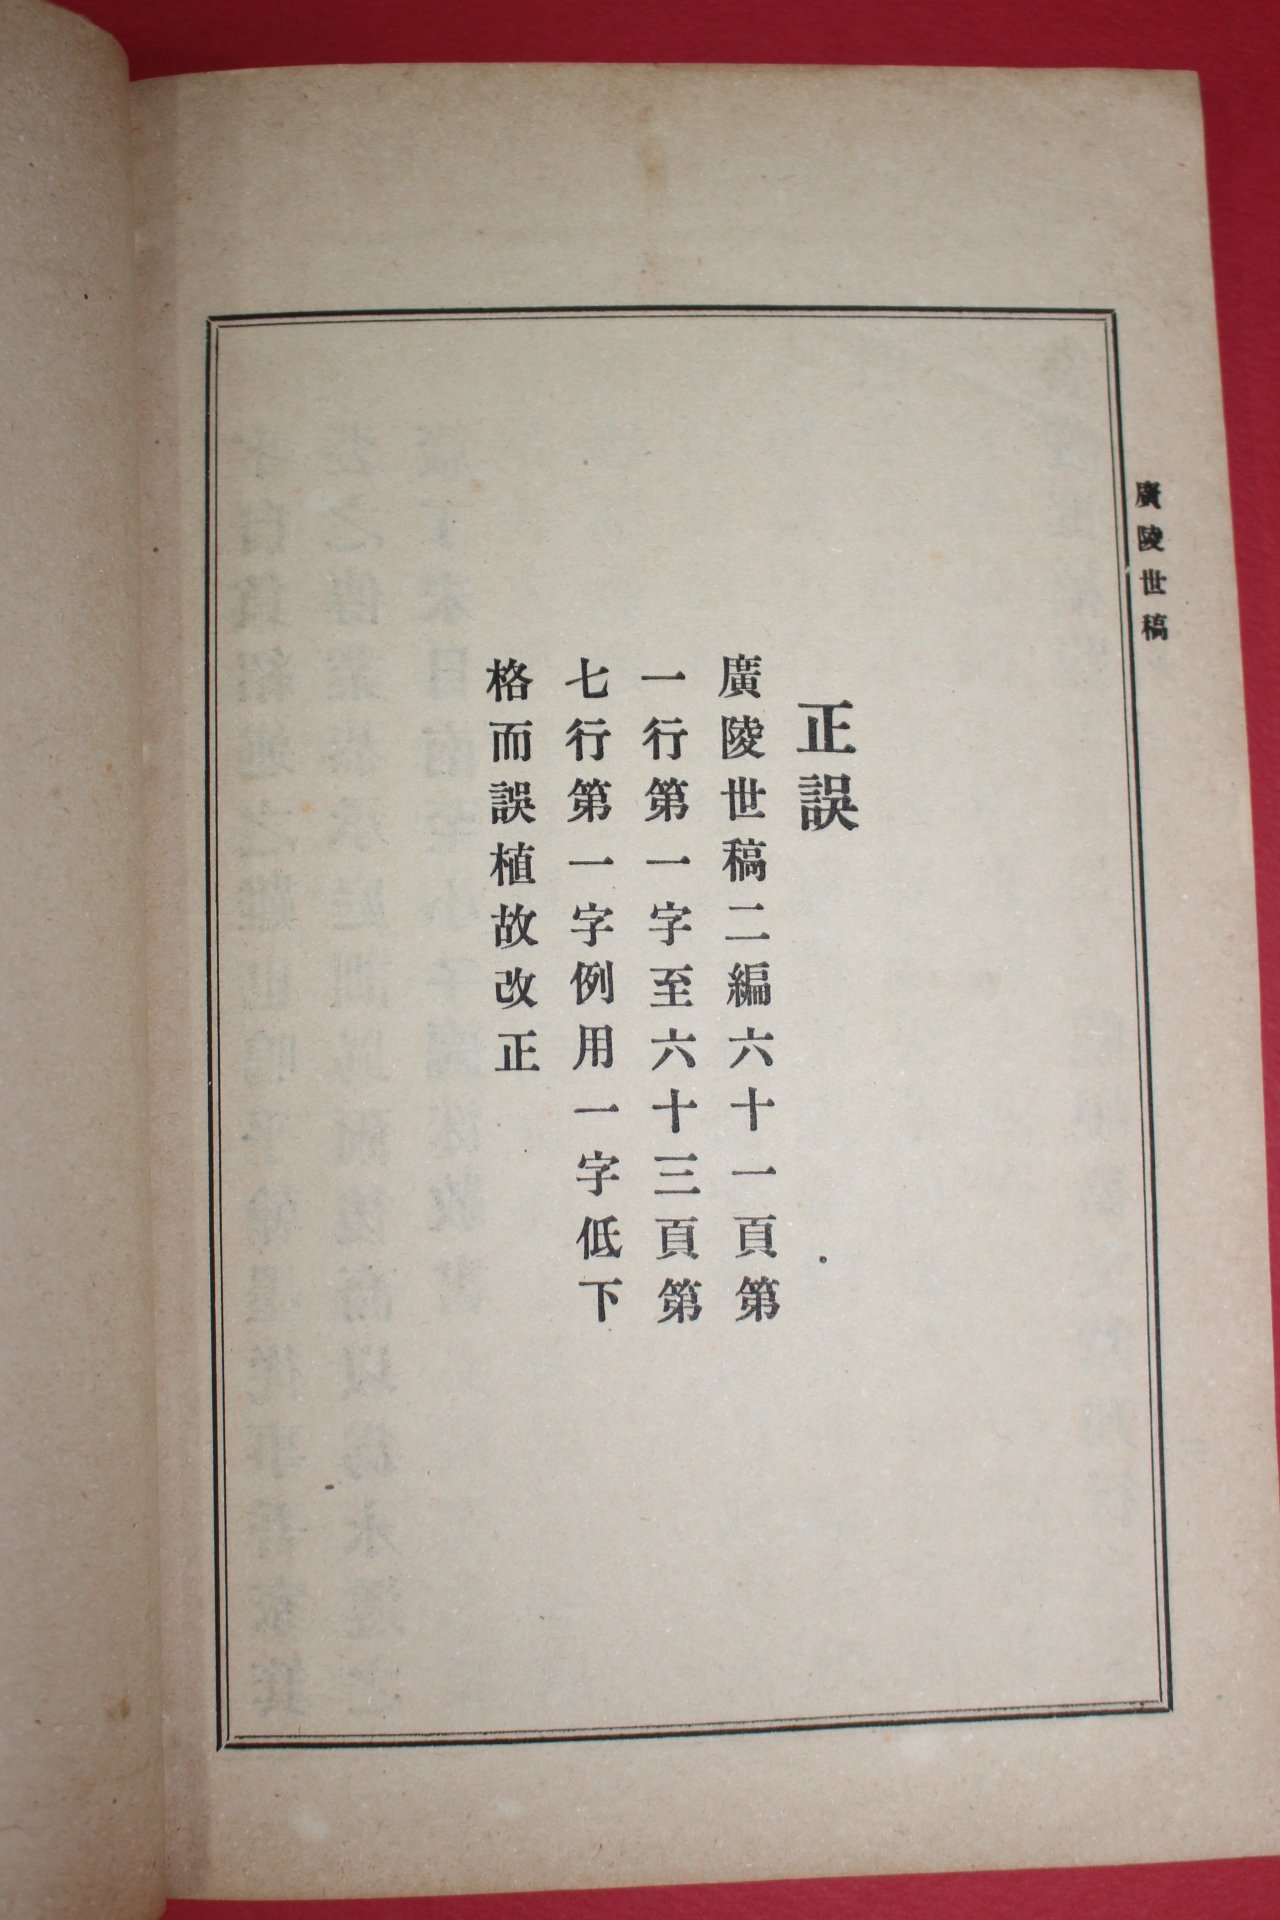 廣陵世稿
正誤
廣陵世稿二編六十一頁第
一行第一字至六十三頁第
七行第一字例用一字低下
格而誤植故改正